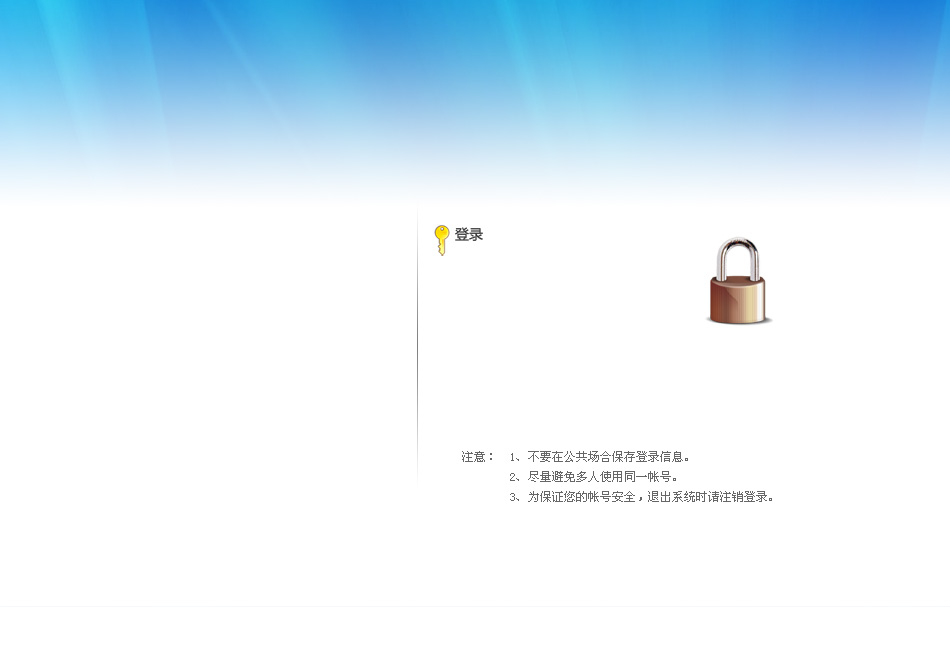 登录
注意： 1、不要在公共场合保存登录信息。
2、尽量避免多人使用同一帐号。
3、为保证您的帐号安全，退出系统时请注销登录。